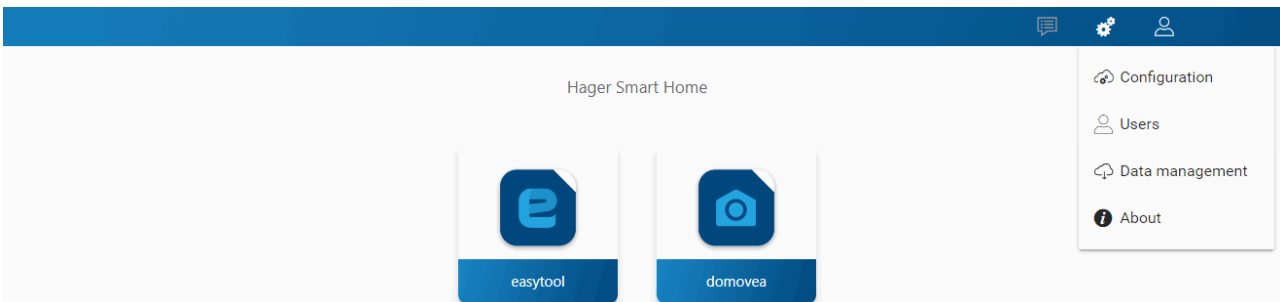 Hager Smart Home
Configuration
Users
Data management
About
easytool
domovea